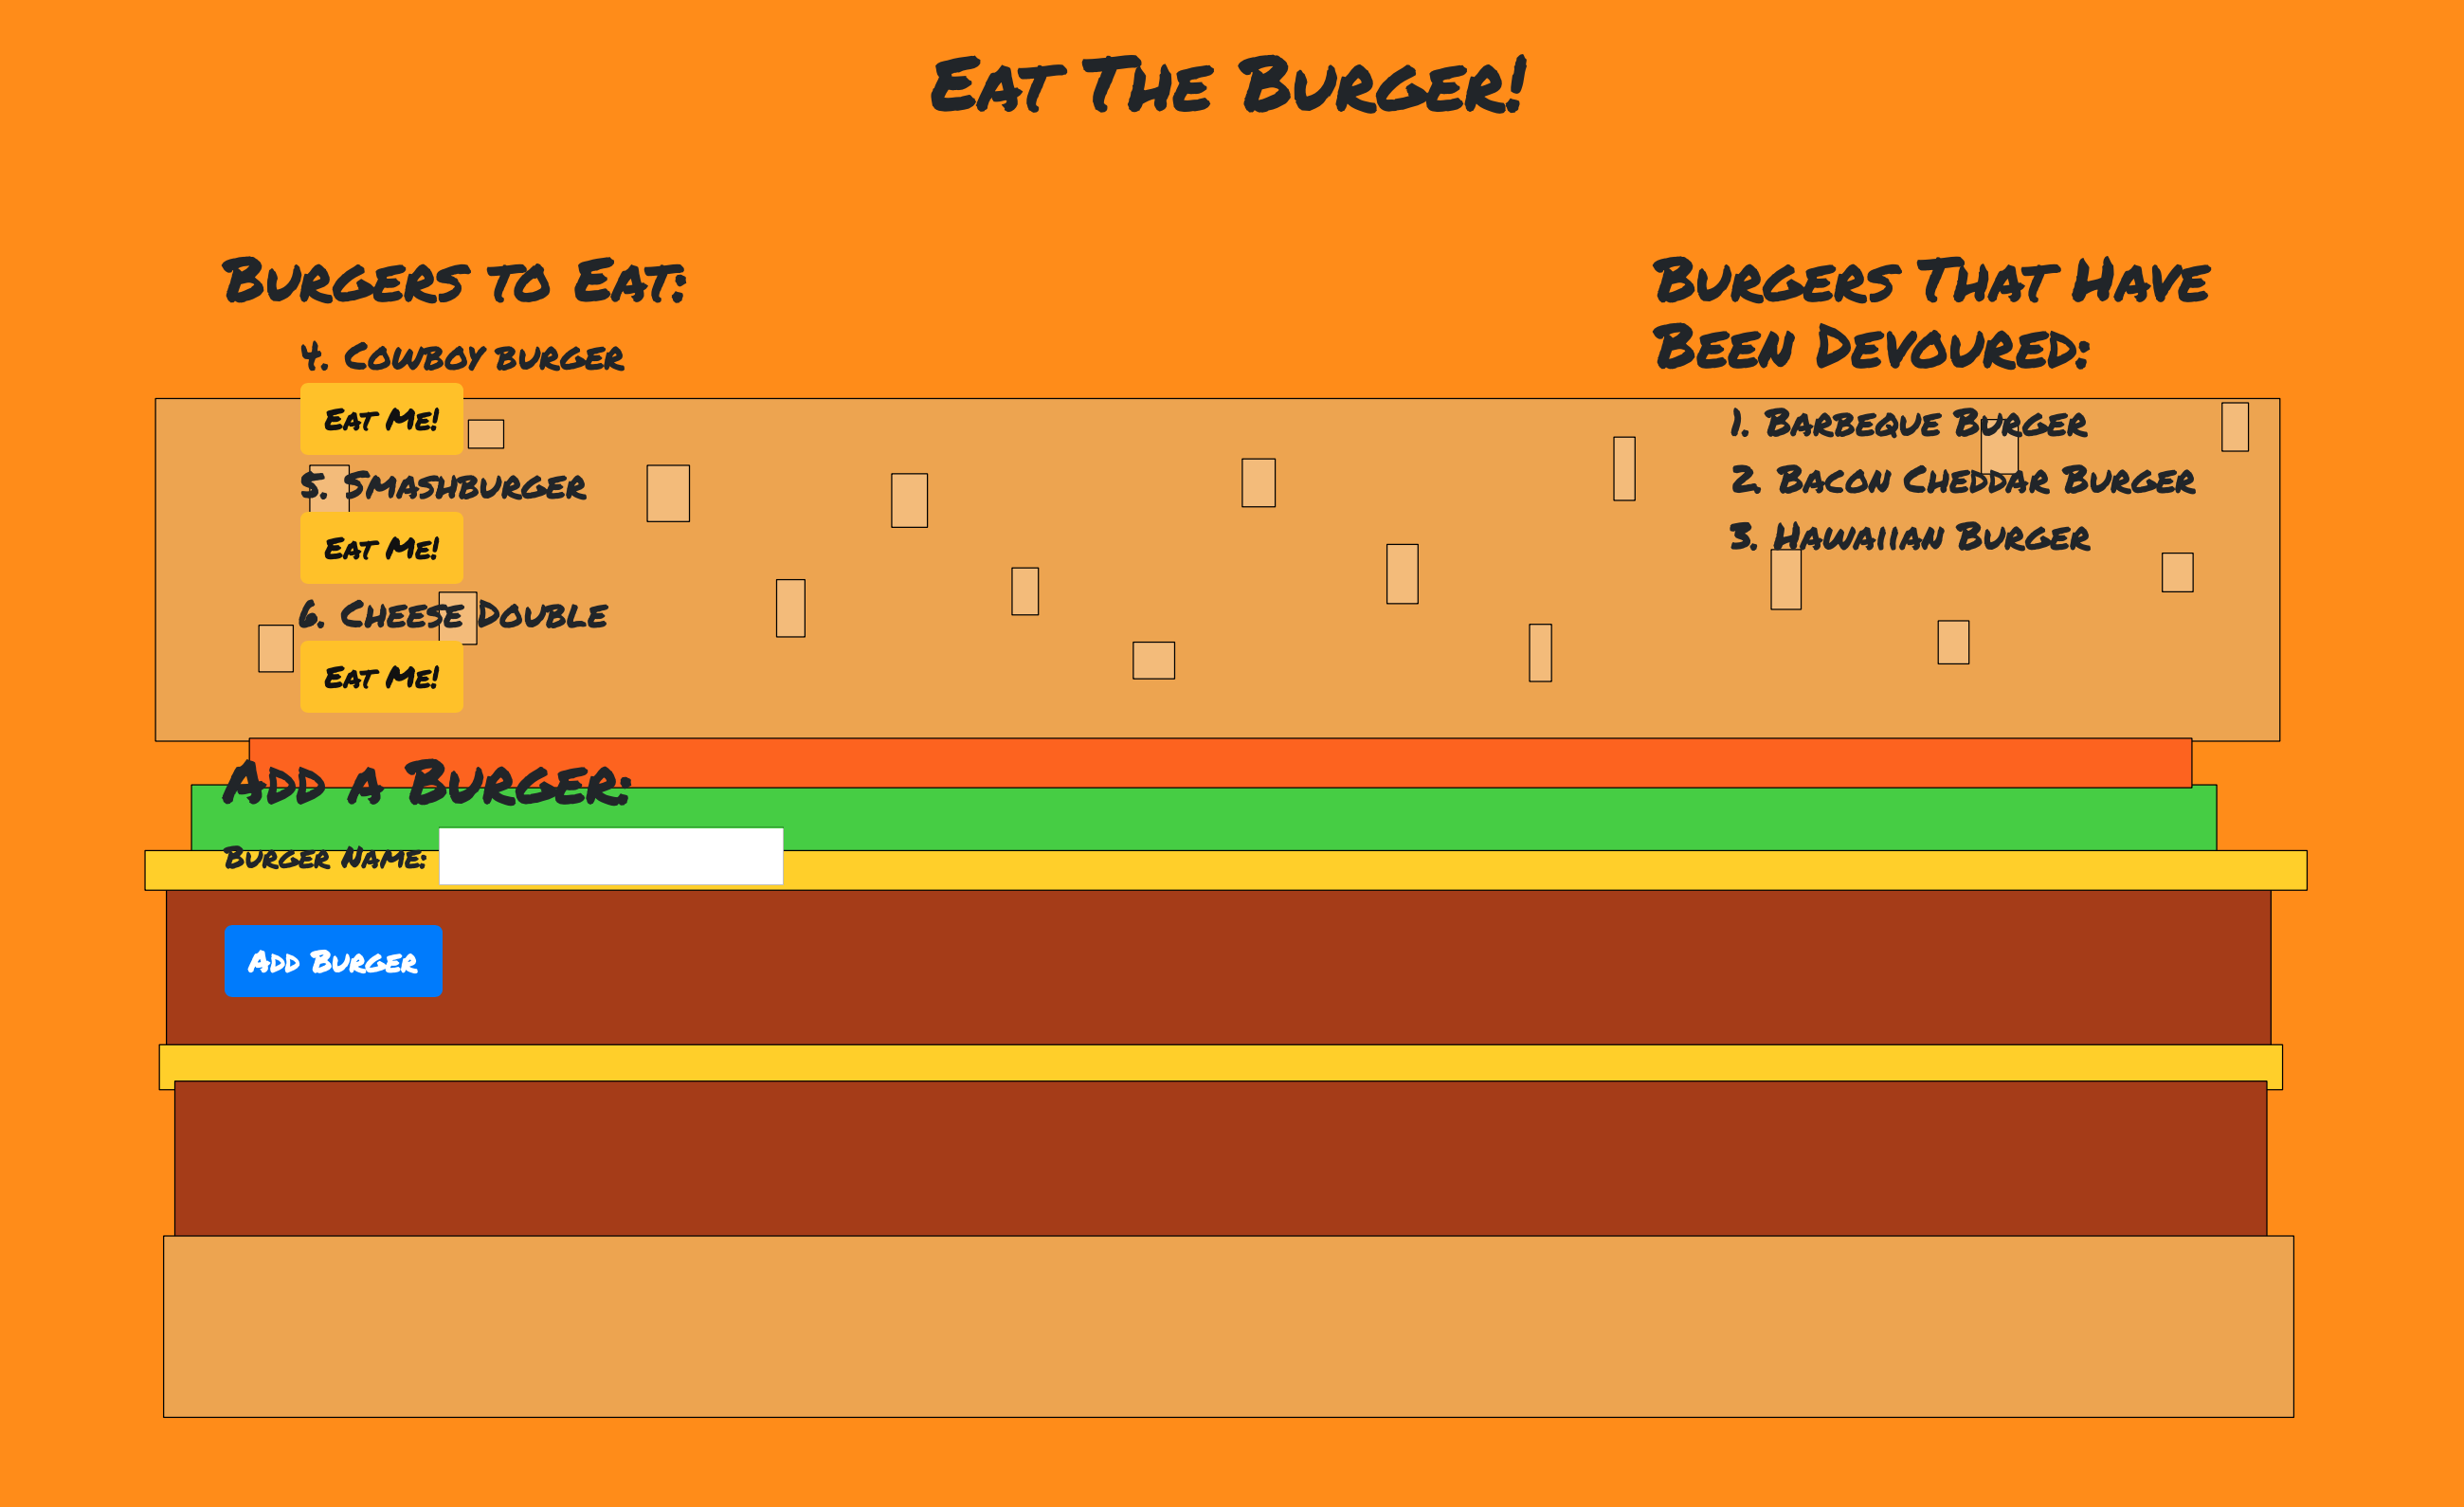 Eat The Burger!
Burgers to Eat:
4. Cowboy burger
Eat Me!
5. Smashburger
Eat Me!
6. Cheese Double
Eat Me!
Burgers That Have
Been Devoured:
1. Barbeque Burger
2. Bacon Cheddar Burger
3. Hawaiian Burger
Add a Burger:
Burger Name:
Add Burger